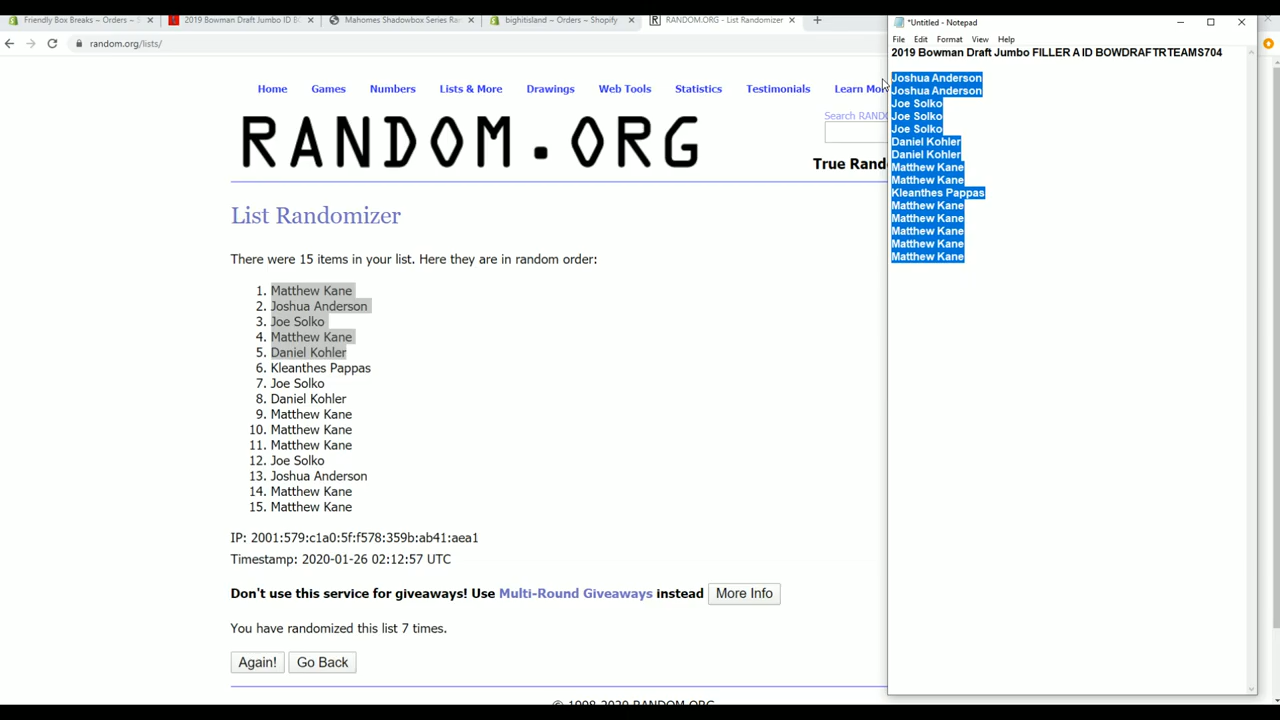 Friendly Box Breaks ~ Orders ~ S
2019 Bowman Draft Jumbo ID B
Mahomes Shadowbox Series Ra
bighitisland ~ Orders ~ Shopify
RANDOM.ORG - List Randomizer
random.org/lists/
Home Games Numbers Lists & More Drawings Web Tools Statistics Testimonials Learn Mo
Search RAND
RANDOM.ORG
True Rand
List Randomizer
There were 15 items in your list. Here they are in random order:
1. Matthew Kane
2. Joshua Anderson
3. Joe Solko
4. Matthew Kane
5. Daniel Kohler
6. Kleanthes Pappas
7. Joe Solko
8. Daniel Kohler
9. Matthew Kane
10. Matthew Kane
11. Matthew Kane
12. Joe Solko
13. Joshua Anderson
14. Matthew Kane
15. Matthew Kane
IP: 2001:579:c1a0:5f:f578:359b:ab41:aea1
Timestamp: 2020-01-26 02:12:57 UTC
Don't use this service for giveaways! Use Multi-Round Giveaways instead More Info
You have randomized this list 7 times.
Again! Go Back
© 1998-2020 RANDOM.ORG
*Untitled - Notepad
File Edit Format View Help
2019 Bowman Draft Jumbo FILLER A ID BOWDRAFTRTEAMS704
Joshua Anderson
Joshua Anderson
Joe Solko
Joe Solko
Joe Solko
Daniel Kohler
Daniel Kohler
Matthew Kane
Matthew Kane
Kleanthes Pappas
Matthew Kane
Matthew Kane
Matthew Kane
Matthew Kane
Matthew Kane